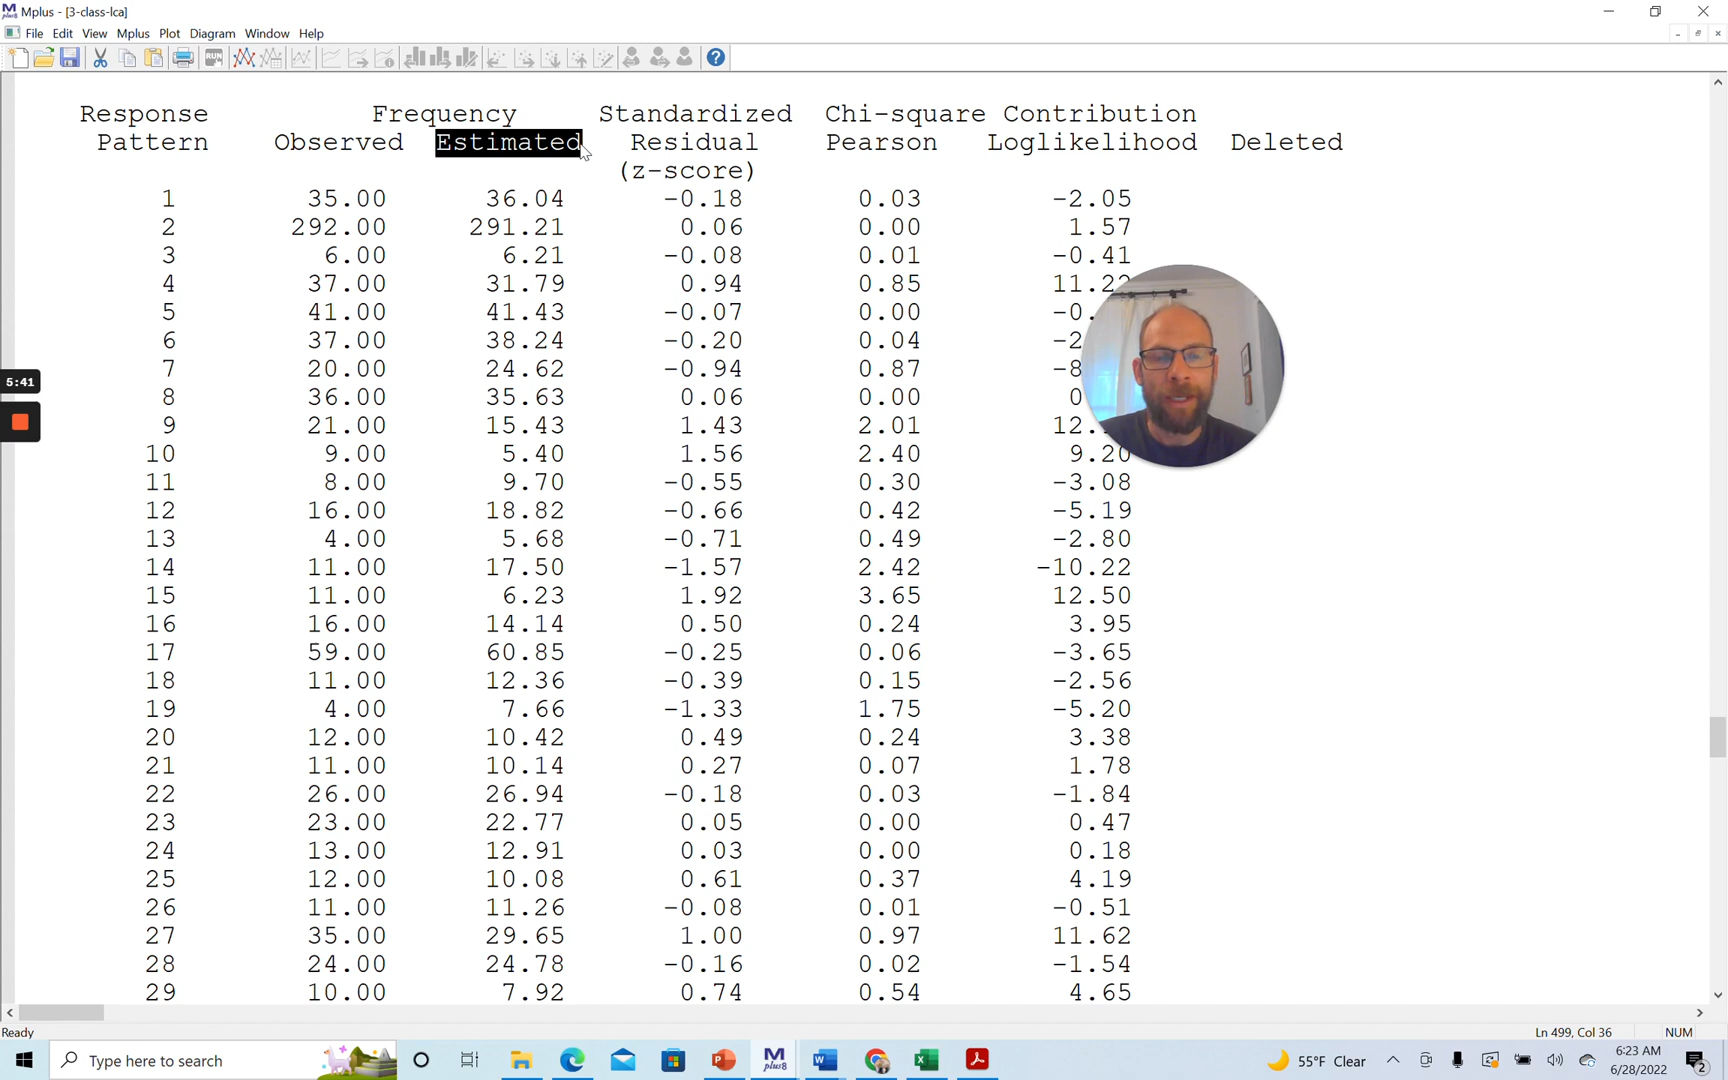 Mplus - [3-class-lca]
File Edit View Mplus Plot Diagram Window Help
RUN
Response Frequency Standardized Chi-square Contribution
Pattern Observed Estimated Residual Pearson Loglikelihood Deleted
(z-score)
1 35.00 36.04 -0.18 0.03 -2.05
2 292.00 291.21 0.06 0.00 1.57
3 6.00 6.21 -0.08 0.01 -0.41
4 37.00 31.79 0.94 0.85
5 41.00 41.43 -0.07 0.00
6 37.00 38.24 -0.20 0.04
5:41
7 20.00 24.62 -0.94 0.87
8 36.00 35.63 0.06 0.00
9 21.00 15.43 1.43 2.01
10 9.00 5.40 1.56 2.40 9.20
11 8.00 9.70 -0.55 0.30 -3.08
12 16.00 18.82 -0.66 0.42 -5.19
13 4.00 5.68 -0.71 0.49 -2.80
14 11.00 17.50 -1.57 2.42 -10.22
15 11.00 6.23 1.92 3.65 12.50
16 16.00 14.14 0.50 0.24 3.95
17 59.00 60.85 -0.25 0.06 -3.65
18 11.00 12.36 -0.39 0.15 -2.56
19 4.00 7.66 -1.33 1.75 -5.20
20 12.00 10.42 0.49 0.24 3.38
21 11.00 10.14 0.27 0.07 1.78
22 26.00 26.94 -0.18 0.03 -1.84
23 23.00 22.77 0.05 0.00 0.47
24 13.00 12.91 0.03 0.00 0.18
25 12.00 10.08 0.61 0.37 4.19
26 11.00 11.26 -0.08 0.01 -0.51
27 35.00 29.65 1.00 0.97 11.62
28 24.00 24.78 -0.16 0.02 -1.54
29 10.00 7.92 0.74 0.54 4.65
Ready Ln 499, Col 36 NUM
Type here to search 55°F Clear 6:23 AM
6/28/2022 2